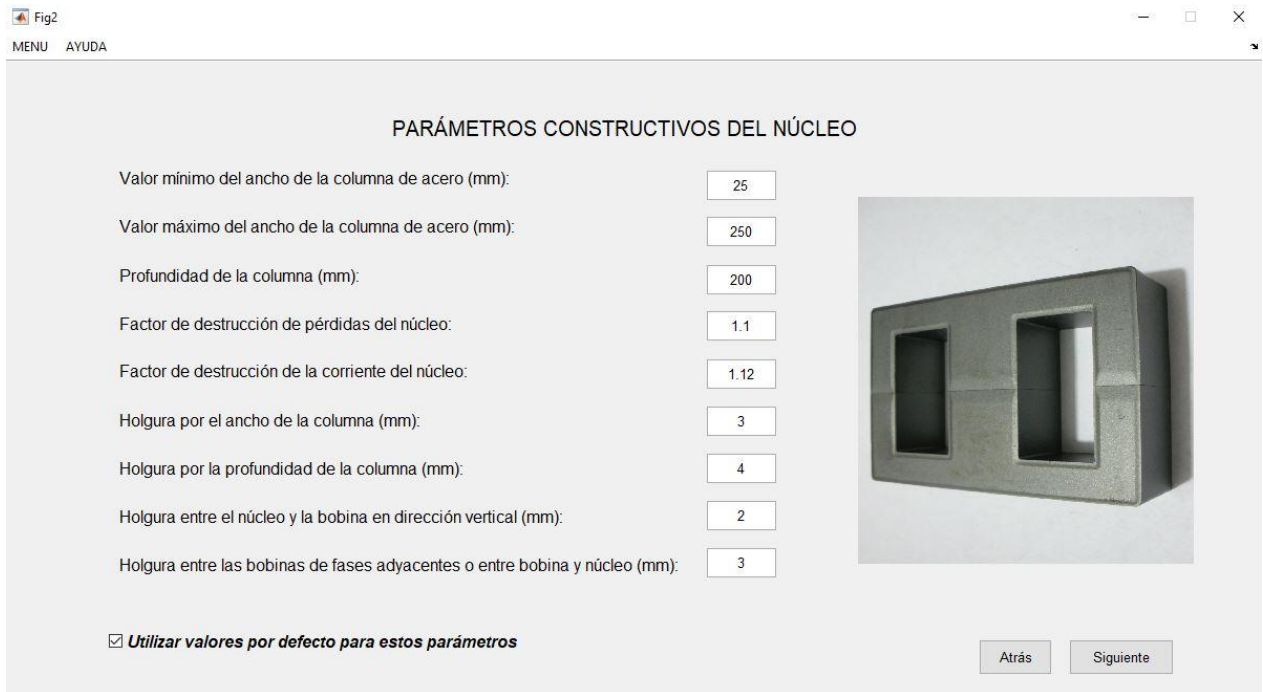 Fig2
MENU AYUDA
PARÁMETROS CONSTRUCTIVOS DEL NÚCLEO
Valor mínimo del ancho de la columna de acero (mm): 25
Valor máximo del ancho de la columna de acero (mm): 250
Profundidad de la columna (mm): 200
Factor de destrucción de pérdidas del núcleo: 1.1
Factor de destrucción de la corriente del núcleo: 1.12
Holgura por el ancho de la columna (mm): 3
Holgura por la profundidad de la columna (mm): 4
Holgura entre el núcleo y la bobina en dirección vertical (mm): 2
Holgura entre las bobinas de fases adyacentes o entre bobina y núcleo (mm): 3
Utilizar valores por defecto para estos parámetros
Atrás Siguiente